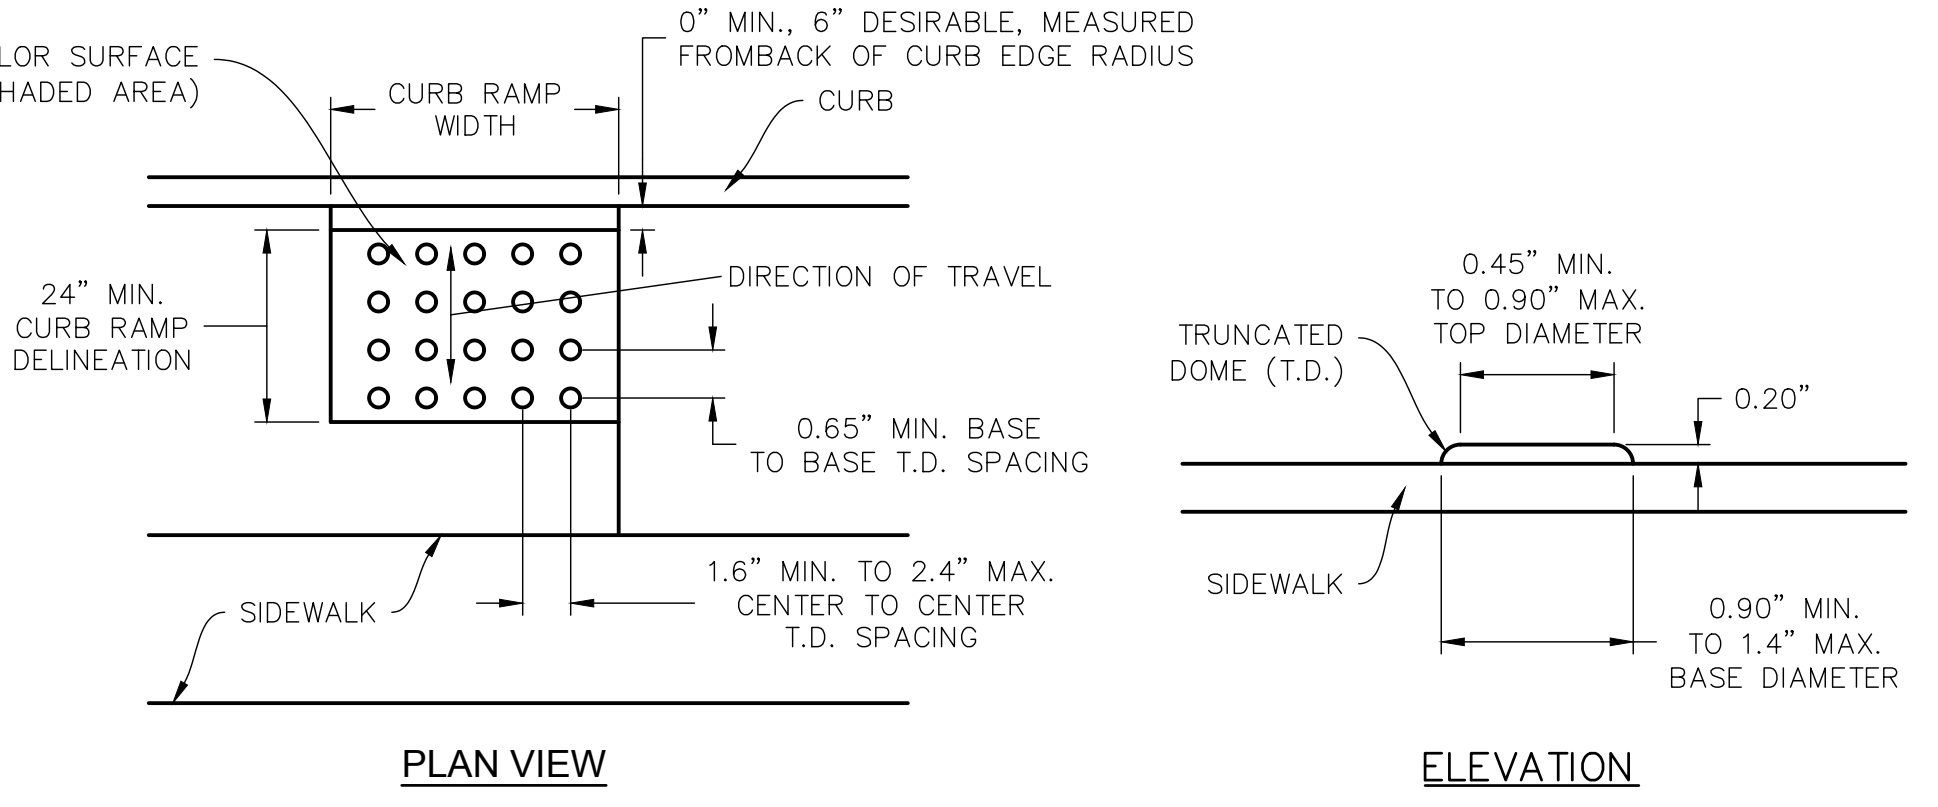 LOR SURFACE
HADED AREA)
CURB RAMP
WIDTH
0” MIN., 6” DESIRABLE, MEASURED
FROMBACK OF CURB EDGE RADIUS
CURB
24” MIN.
CURB RAMP
DELINEATION
DIRECTION OF TRAVEL
0.65” MIN. BASE
TO BASE T.D. SPACING
1.6” MIN. TO 2.4” MAX.
CENTER TO CENTER
T.D. SPACING
SIDEWALK
PLAN VIEW
0.45” MIN.
TO 0.90” MAX.
TOP DIAMETER
TRUNCATED
DOME (T.D.)
0.20”
SIDEWALK
0.90” MIN.
TO 1.4” MAX.
BASE DIAMETER
ELEVATION